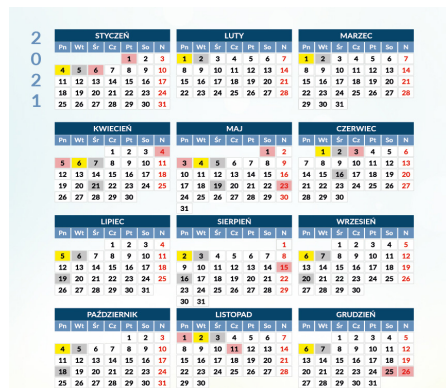 2
0
2
1
STYCZEŃ
Pn Wt Śr Cz Pt So N
1 2 3
4 5 6 7 8 9 10
11 12 13 14 15 16 17
18 19 20 21 22 23 24
25 26 27 28 29 30 31
LUTY
Pn Wt Śr Cz Pt So N
1 2 3 4 5 6 7
8 9 10 11 12 13 14
15 16 17 18 19 20 21
22 23 24 25 26 27 28
MARZEC
Pn Wt Śr Cz Pt So N
1 2 3 4 5 6 7
8 9 10 11 12 13 14
15 16 17 18 19 20 21
22 23 24 25 26 27 28
29 30 31
KWIECIEŃ
Pn Wt Śr Cz Pt So N
1 2 3 4
5 6 7 8 9 10 11
12 13 14 15 16 17 18
19 20 21 22 23 24 25
26 27 28 29 30
MAJ
Pn Wt Śr Cz Pt So N
1 2
3 4 5 6 7 8 9
10 11 12 13 14 15 16
17 18 19 20 21 22 23
24 25 26 27 28 29 30
31
CZERWIEC
Pn Wt Śr Cz Pt So N
1 2 3 4 5 6
7 8 9 10 11 12 13
14 15 16 17 18 19 20
21 22 23 24 25 26 27
28 29 30
LIPIEC
Pn Wt Śr Cz Pt So N
1 2 3 4
5 6 7 8 9 10 11
12 13 14 15 16 17 18
19 20 21 22 23 24 25
26 27 28 29 30 31
SIERPIEŃ
Pn Wt Śr Cz Pt So N
1
2 3 4 5 6 7 8
9 10 11 12 13 14 15
16 17 18 19 20 21 22
23 24 25 26 27 28 29
30 31
WRZESIEŃ
Pn Wt Śr Cz Pt So N
1 2 3 4 5
6 7 8 9 10 11 12
13 14 15 16 17 18 19
20 21 22 23 24 25 26
27 28 29 30
PAŹDZIERNIK
Pn Wt Śr Cz Pt So N
1 2 3
4 5 6 7 8 9 10
11 12 13 14 15 16 17
18 19 20 21 22 23 24
25 26 27 28 29 30 31
LISTOPAD
Pn Wt Śr Cz Pt So N
1 2 3 4 5 6 7
8 9 10 11 12 13 14
15 16 17 18 19 20 21
22 23 24 25 26 27 28
29 30
GRUDZIEŃ
Pn Wt Śr Cz Pt So N
1 2 3 4 5
6 7 8 9 10 11 12
13 14 15 16 17 18 19
20 21 22 23 24 25 26
27 28 29 30 31